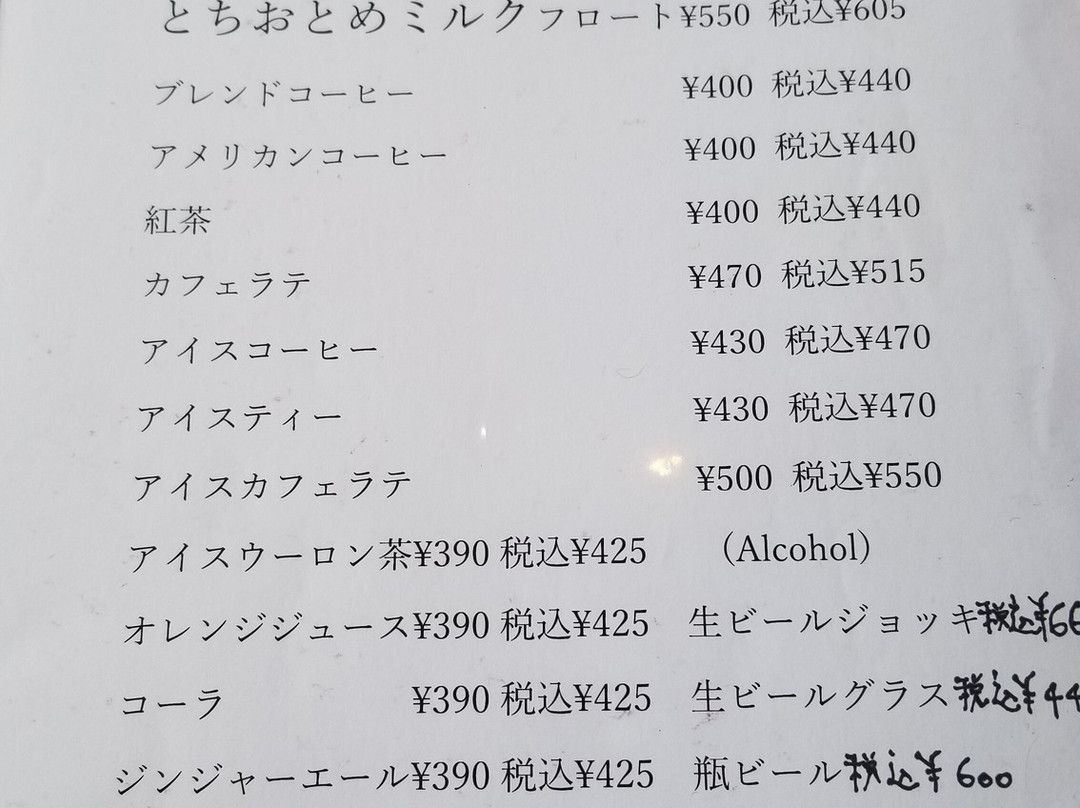 とちおとめミルクフロート ¥550 税込¥605
ブレンドコーヒー ¥400 税込¥440
アメリカンコーヒー ¥400 税込¥440
紅茶 ¥400 税込¥440
カフェラテ ¥470 税込¥515
アイスコーヒー ¥430 税込¥470
アイスティー ¥430 税込¥470
アイスカフェラテ ¥500 税込¥550
アイスウーロン茶¥390 税込¥425 （Alcohol）
オレンジジュース¥390 税込¥425 生ビールジョッキ税込¥
コーラ ¥390 税込¥425 生ビールグラス税込¥
ジンジャーエール¥390 税込¥425 瓶ビール税込¥600